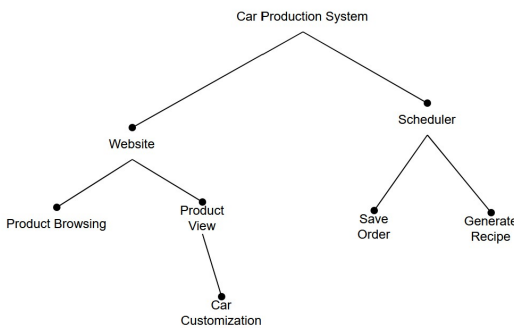 Car Production System
Scheduler
Website
Product Browsing
Product
View
Save
Order
Generate
Recipe
Car
Customization